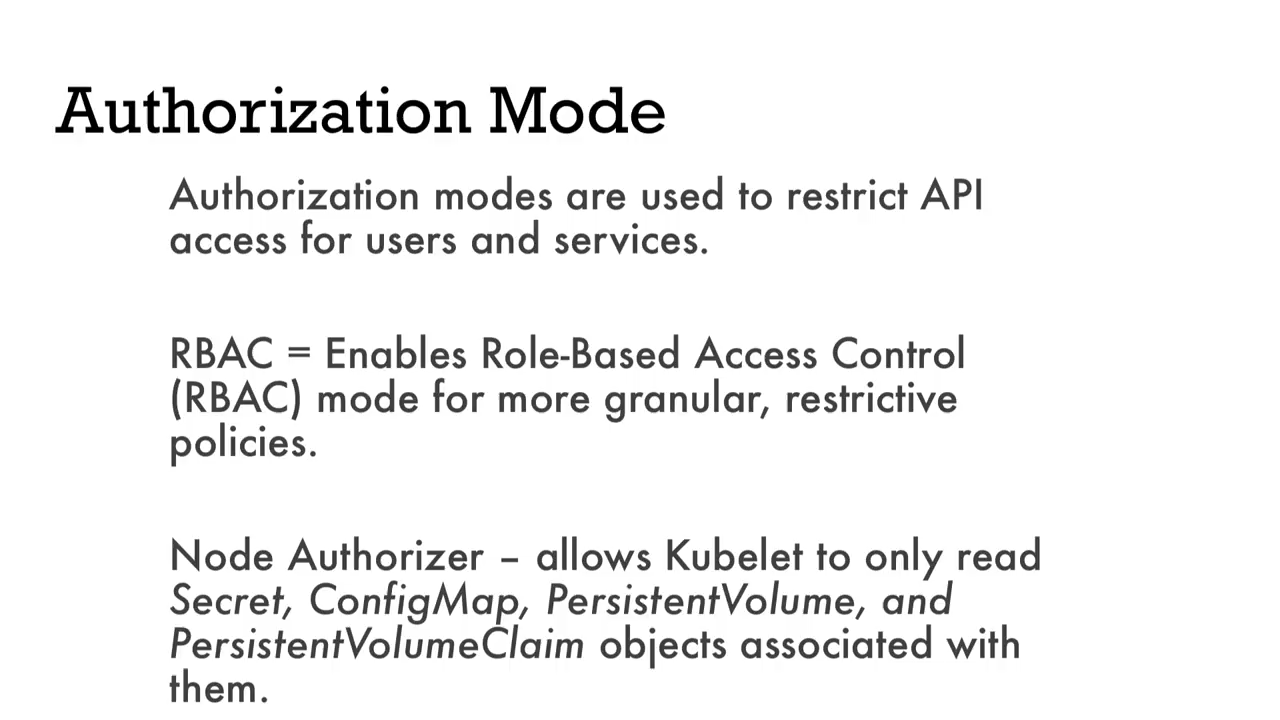 Authorization Mode
Authorization modes are used to restrict API
access for users and services.
RBAC = Enables Role-Based Access Control
(RBAC) mode for more granular, restrictive
policies.
Node Authorizer – allows Kubelet to only read
Secret, ConfigMap, PersistentVolume, and
PersistentVolumeClaim objects associated with
them.